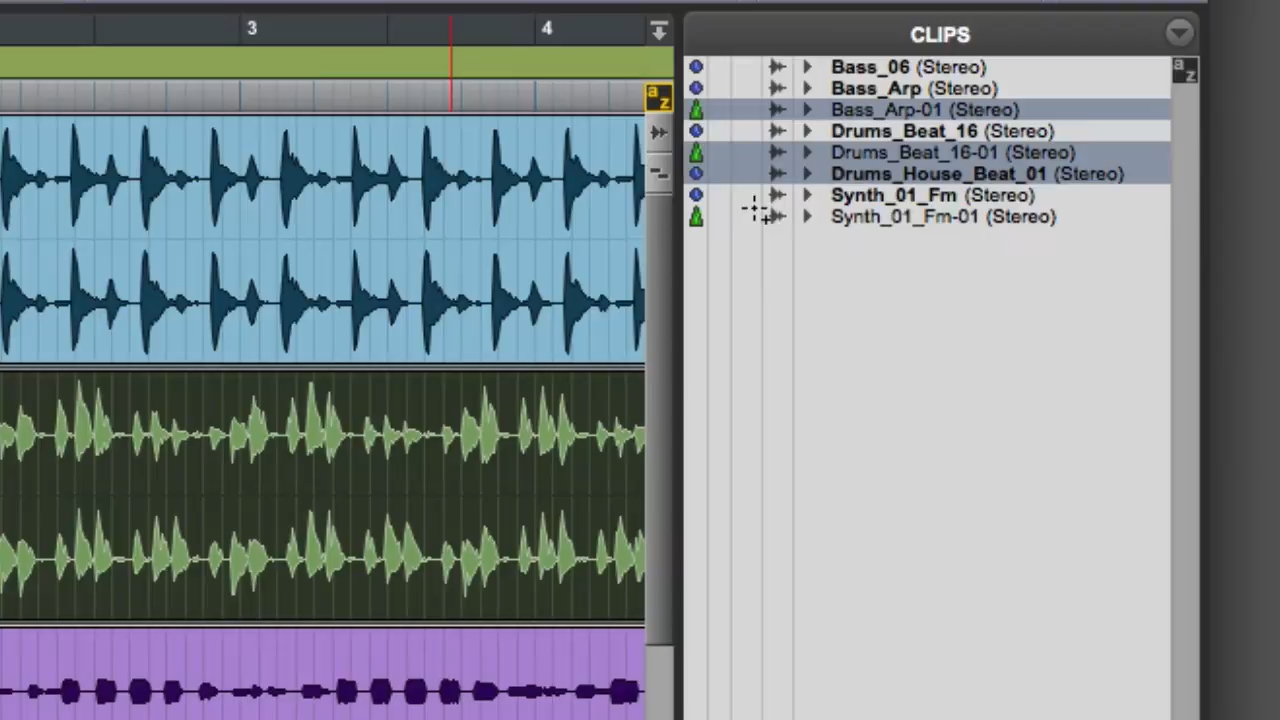 3
4
CLIPS
a
z
a
z
Bass_06 (Stereo)
Bass_Arp (Stereo)
Bass_Arp-01 (Stereo)
Drums_Beat_16 (Stereo)
Drums_Beat_16-01 (Stereo)
Drums_House_Beat_01 (Stereo)
Synth_01_Fm (Stereo)
Synth_01_Fm-01 (Stereo)